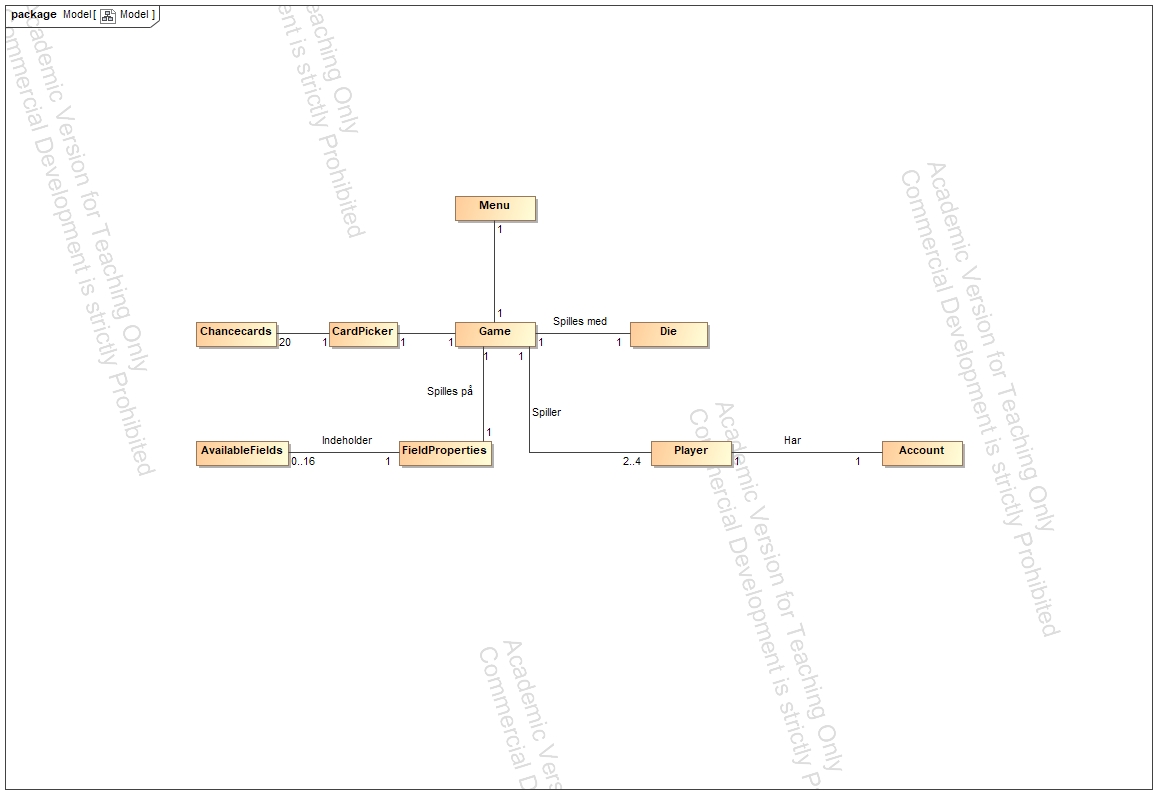 package Model [ Model ]
Academic Version for Teaching Only
Commercial Development is strictly Prohibited
eaching Only
ent is strictly Prohibited
Academic Version for Teaching Only
Commercial Development is strictly Prohibited
Menu
1
1
Chancecards
20
1
CardPicker
1
1
Game
1
Spilles med
1
Die
1
1
Spilles på
1
Spiller
2..4
AvailableFields
0..16
Indeholder
1
FieldProperties
Player
1
Har
1
Account
Academic Version for Teaching Only
Commercial Development is strictly P
Academic Vers
Commercial D